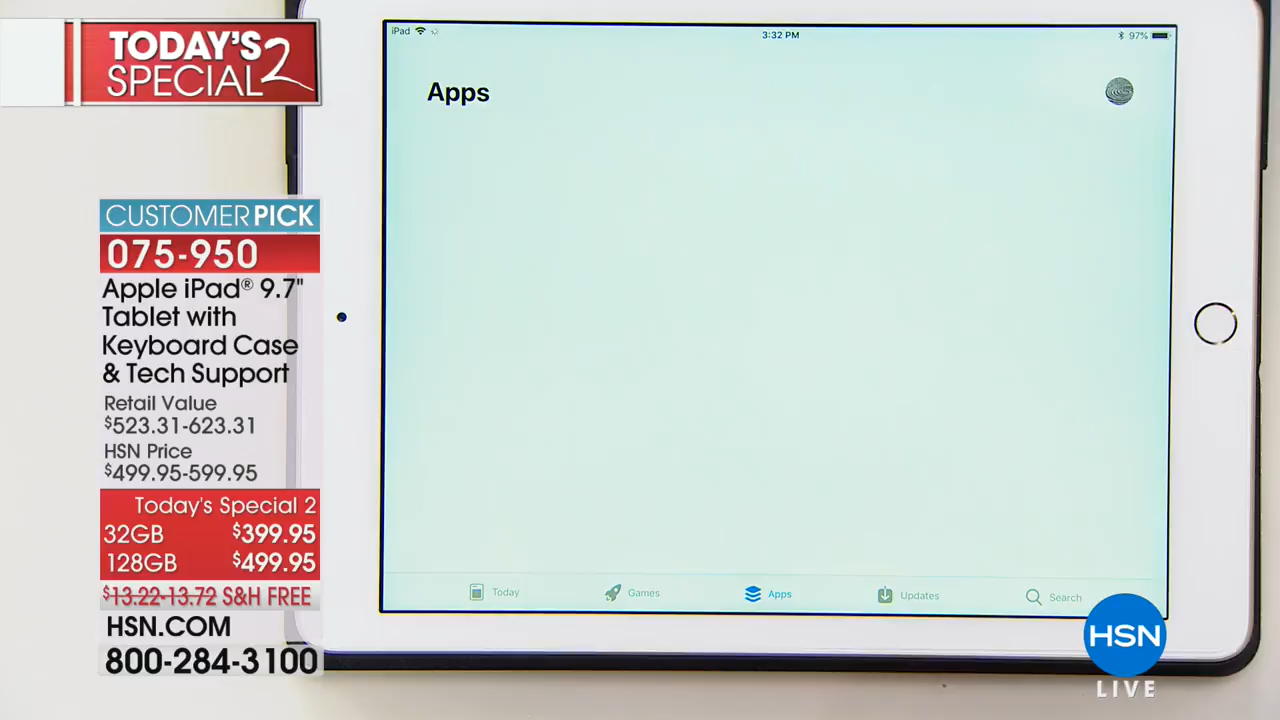 TODAY'S
SPECIAL 2
CUSTOMER PICK
075-950
Apple iPad® 9.7"
Tablet with
Keyboard Case
& Tech Support
Retail Value
$523.31-623.31
HSN Price
$499.95-599.95
Today's Special 2
32GB $399.95
128GB $499.95
$13.22-13.72 S&H FREE
HSN.COM
800-284-3100
iPad 3:32 PM 97%
Apps
Today Games Apps Updates Search
HSN
LIVE